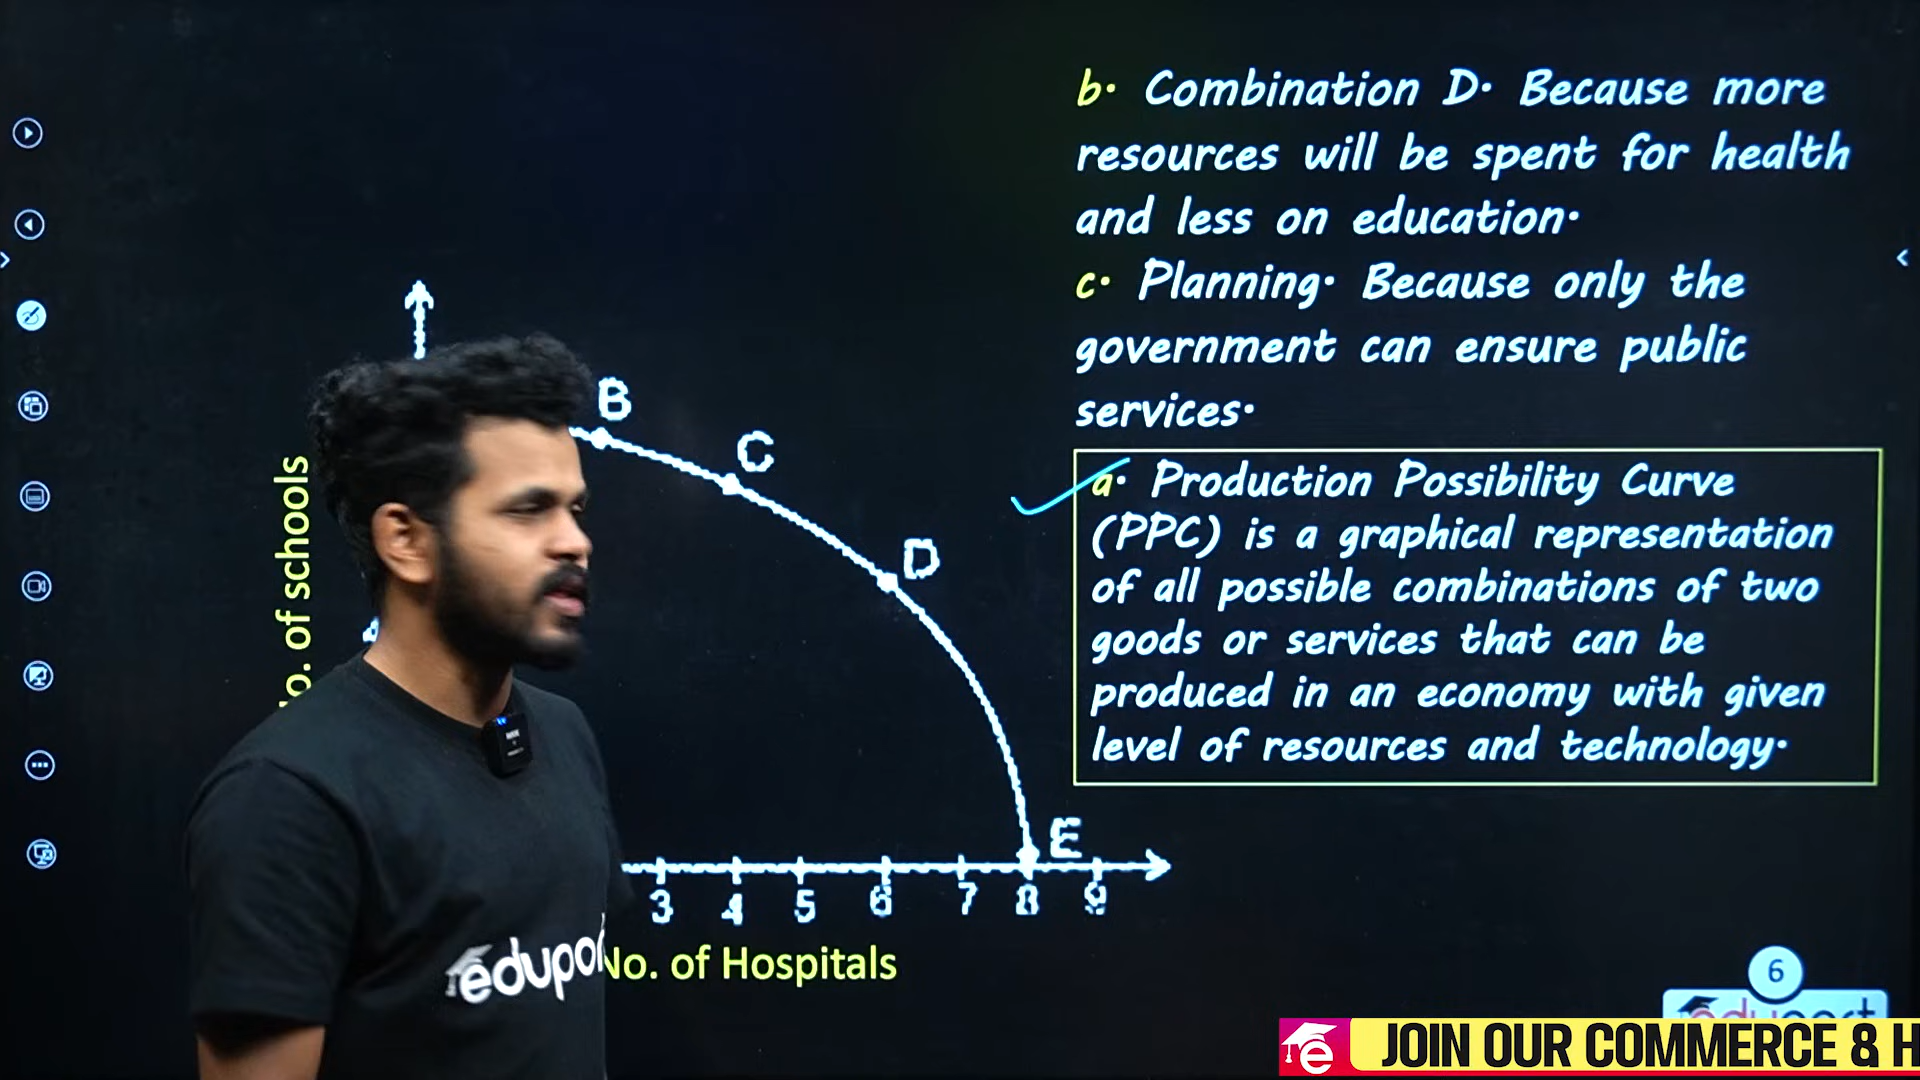 b. Combination D. Because more
resources will be spent for health
and less on education.
c. Planning. Because only the
government can ensure public
services.
a. Production Possibility Curve
(PPC) is a graphical representation
of all possible combinations of two
goods or services that can be
produced in an economy with given
level of resources and technology.
B
C
D
E
o. of schools
3 4 5 6 7 8 9
No. of Hospitals
edupor
6
eduport
JOIN OUR COMMERCE & H